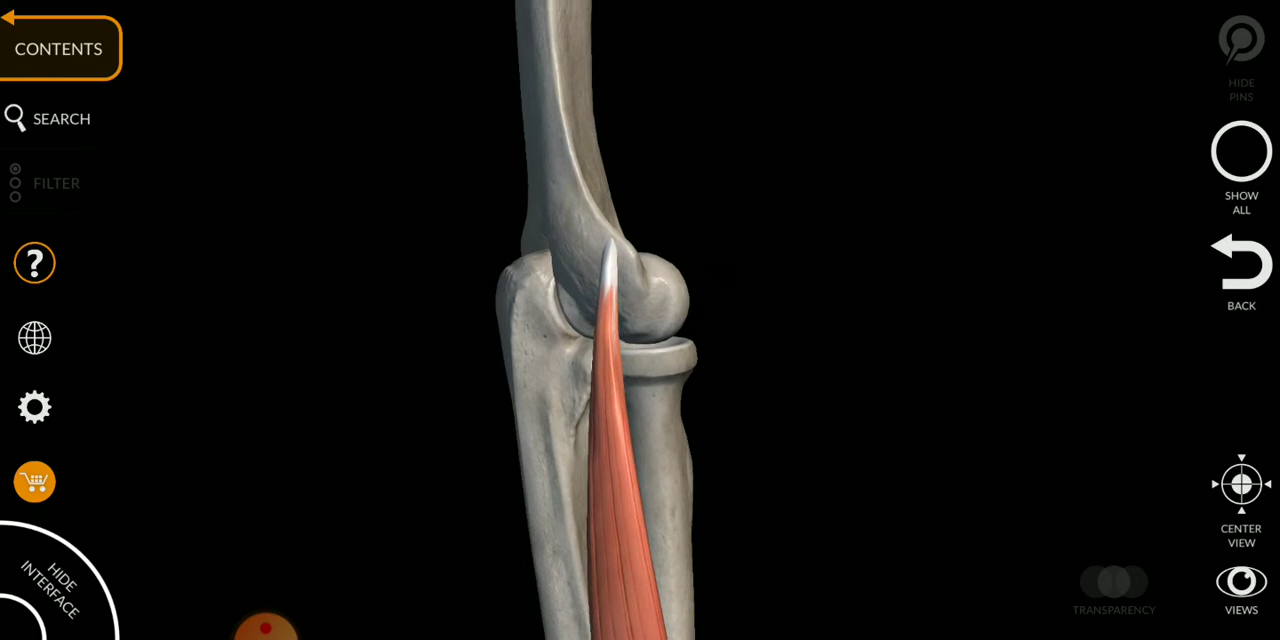 CONTENTS
SEARCH
FILTER
?
HIDE
INTERFACE
HIDE
PINS
SHOW
ALL
BACK
CENTER
VIEW
TRANSPARENCY
VIEWS